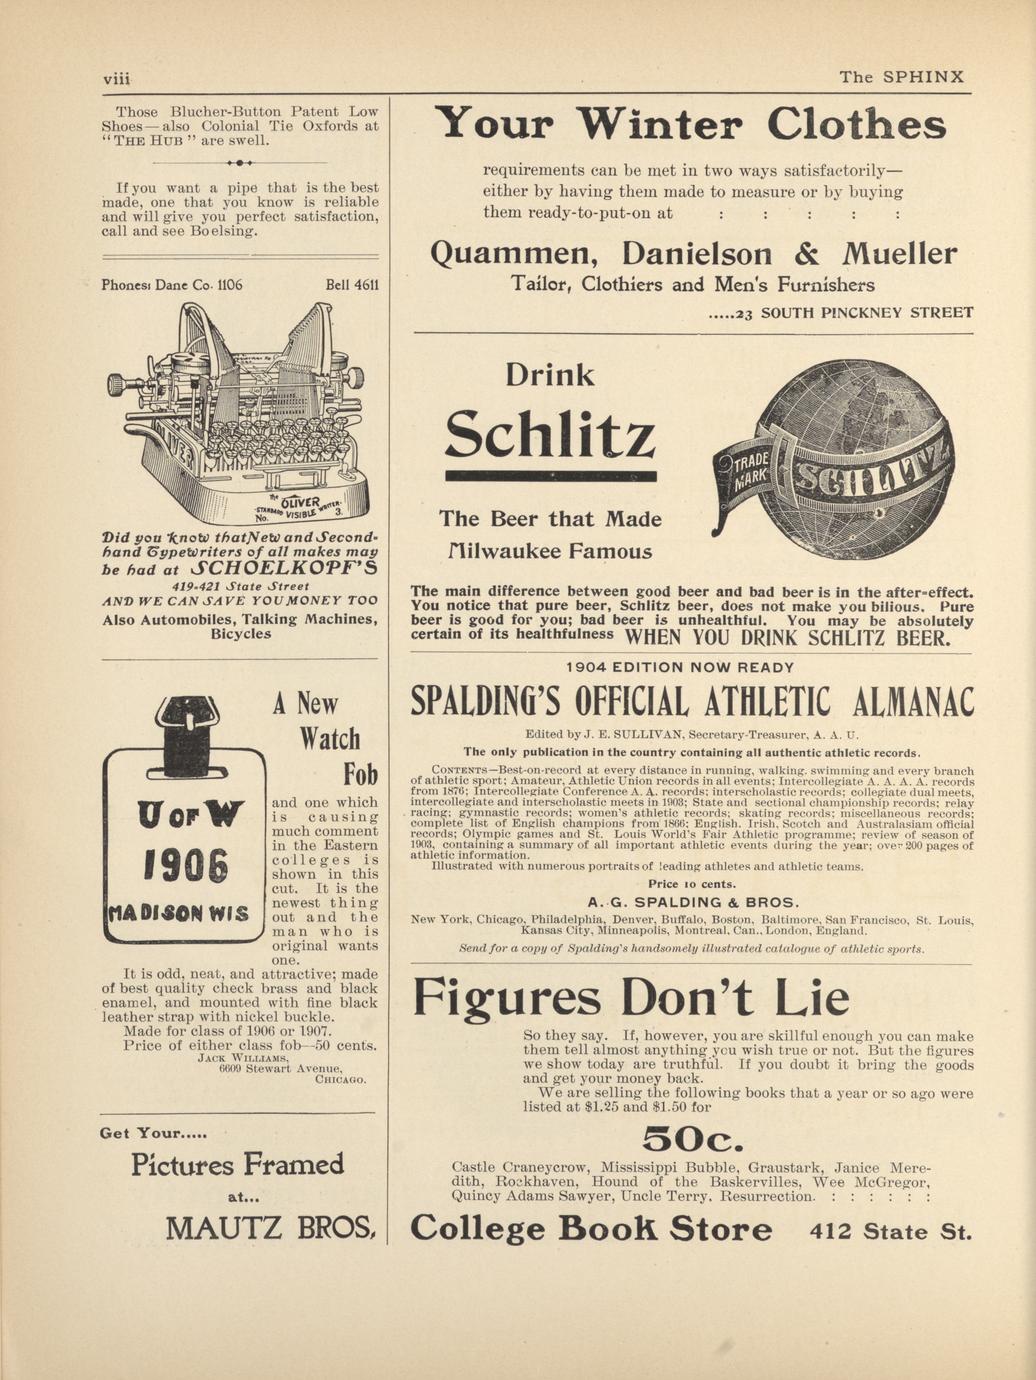 viii
The SPHINX
Those Blucher-Button Patent Low
Shoes—also Colonial Tie Oxfords at
"THE HUB" are swell.
If you want a pipe that is the best
made, one that you know is reliable
and will give you perfect satisfaction,
call and see Boelsing.
Phones: Dane Co. 1106 Bell 4611
OLIVER
The
OLIVER
STANDARD VISIBLE WRITER
No. 3.
Did you know that New and Second-
hand Typewriters of all makes may
be had at SCHOELKOPF'S
419-421 State Street
AND WE CAN SAVE YOU MONEY TOO
Also Automobiles, Talking Machines,
Bicycles
A New
Watch
Fob
U OF W
1906
MADISON WIS
and one which
is causing
much comment
in the Eastern
colleges is
shown in this
cut. It is the
newest thing
out and the
man who is
original wants
one.
It is odd, neat, and attractive; made
of best quality check brass and black
enamel, and mounted with fine black
leather strap with nickel buckle.
Made for class of 1906 or 1907.
Price of either class fob—50 cents.
JACK WILLIAMS,
6609 Stewart Avenue,
CHICAGO.
Get Your.....
Pictures Framed
at...
MAUTZ BROS.
Your Winter Clothes
requirements can be met in two ways satisfactorily—
either by having them made to measure or by buying
them ready-to-put-on at : : : : :
Quammen, Danielson & Mueller
Tailor, Clothiers and Men's Furnishers
.....23 SOUTH PINCKNEY STREET
Drink
Schlitz
The Beer that Made
Milwaukee Famous
TRADE
MARK
SCHLITZ
The main difference between good beer and bad beer is in the after-effect.
You notice that pure beer, Schlitz beer, does not make you bilious. Pure
beer is good for you; bad beer is unhealthful. You may be absolutely
certain of its healthfulness WHEN YOU DRINK SCHLITZ BEER.
1904 EDITION NOW READY
SPALDING'S OFFICIAL ATHLETIC ALMANAC
Edited by J. E. SULLIVAN, Secretary-Treasurer, A. A. U.
The only publication in the country containing all authentic athletic records.
CONTENTS—Best-on-record at every distance in running, walking. swimming and every branch
of athletic sport; Amateur, Athletic Union records in all events; Intercollegiate A. A. A. A. records
from 1876; Intercollegiate Conference A. A. records; interscholastic records; collegiate dual meets,
intercollegiate and interscholastic meets in 1903; State and sectional championship records; relay
racing; gymnastic records; women's athletic records; skating records; miscellaneous records;
complete list of English champions from 1866; English. Irish, Scotch and Australasiam official
records; Olympic games and St. Louis World's Fair Athletic programme; review of season of
1903, containing a summary of all important athletic events during the year; over 200 pages of
athletic information.
Illustrated with numerous portraits of leading athletes and athletic teams.
Price 10 cents.
A. G. SPALDING & BROS.
New York, Chicago, Philadelphia, Denver, Buffalo, Boston, Baltimore, San Francisco, St. Louis,
Kansas City, Minneapolis, Montreal, Can., London, England.
Send for a copy of Spalding's handsomely illustrated catalogue of athletic sports.
Figures Don't Lie
So they say. If, however, you are skillful enough you can make
them tell almost anything you wish true or not. But the figures
we show today are truthful. If you doubt it bring the goods
and get your money back.
We are selling the following books that a year or so ago were
listed at $1.25 and $1.50 for
50c.
Castle Craneycrow, Mississippi Bubble, Graustark, Janice Mere-
dith, Rockhaven, Hound of the Baskervilles, Wee McGregor,
Quincy Adams Sawyer, Uncle Terry. Resurrection. : : : : : :
College Book Store 412 State St.